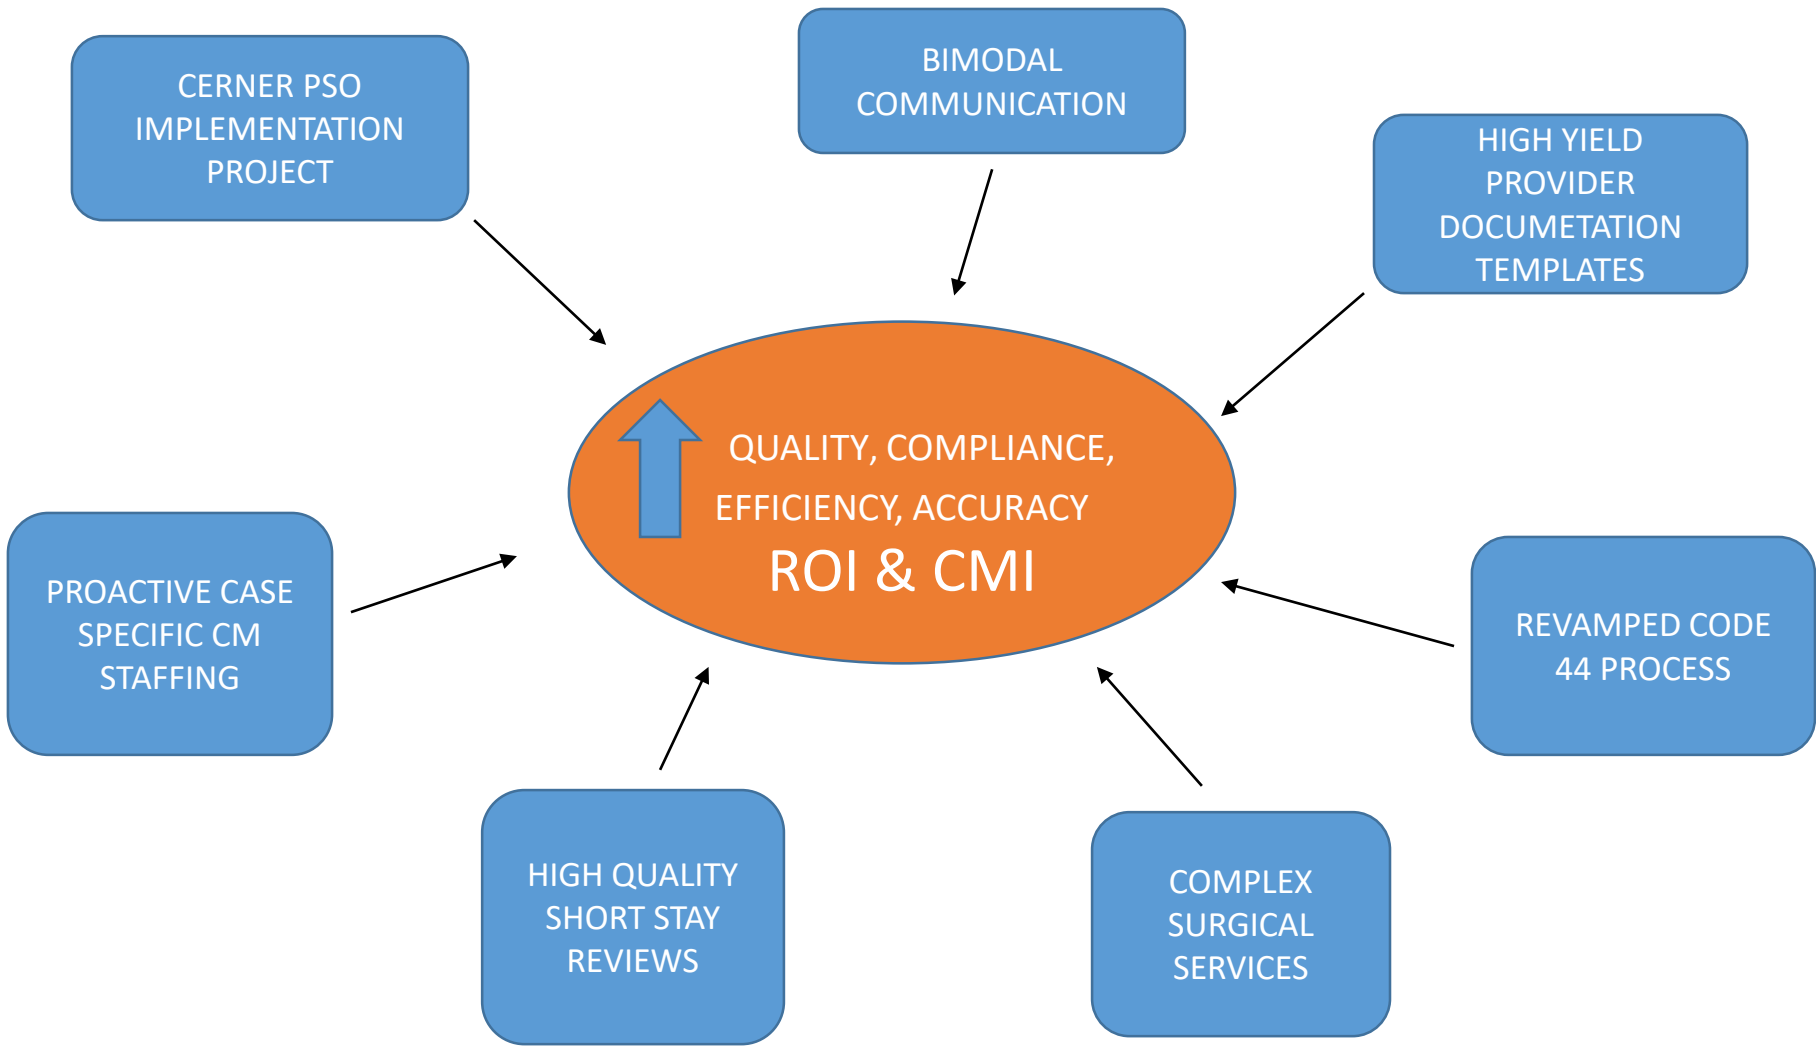 CERNER PSO
IMPLEMENTATION
PROJECT
BIMODAL
COMMUNICATION
HIGH YIELD
PROVIDER
DOCUMETATION
TEMPLATES
QUALITY, COMPLIANCE,
EFFICIENCY, ACCURACY
ROI & CMI
PROACTIVE CASE
SPECIFIC CM
STAFFING
REVAMPED CODE
44 PROCESS
HIGH QUALITY
SHORT STAY
REVIEWS
COMPLEX
SURGICAL
SERVICES